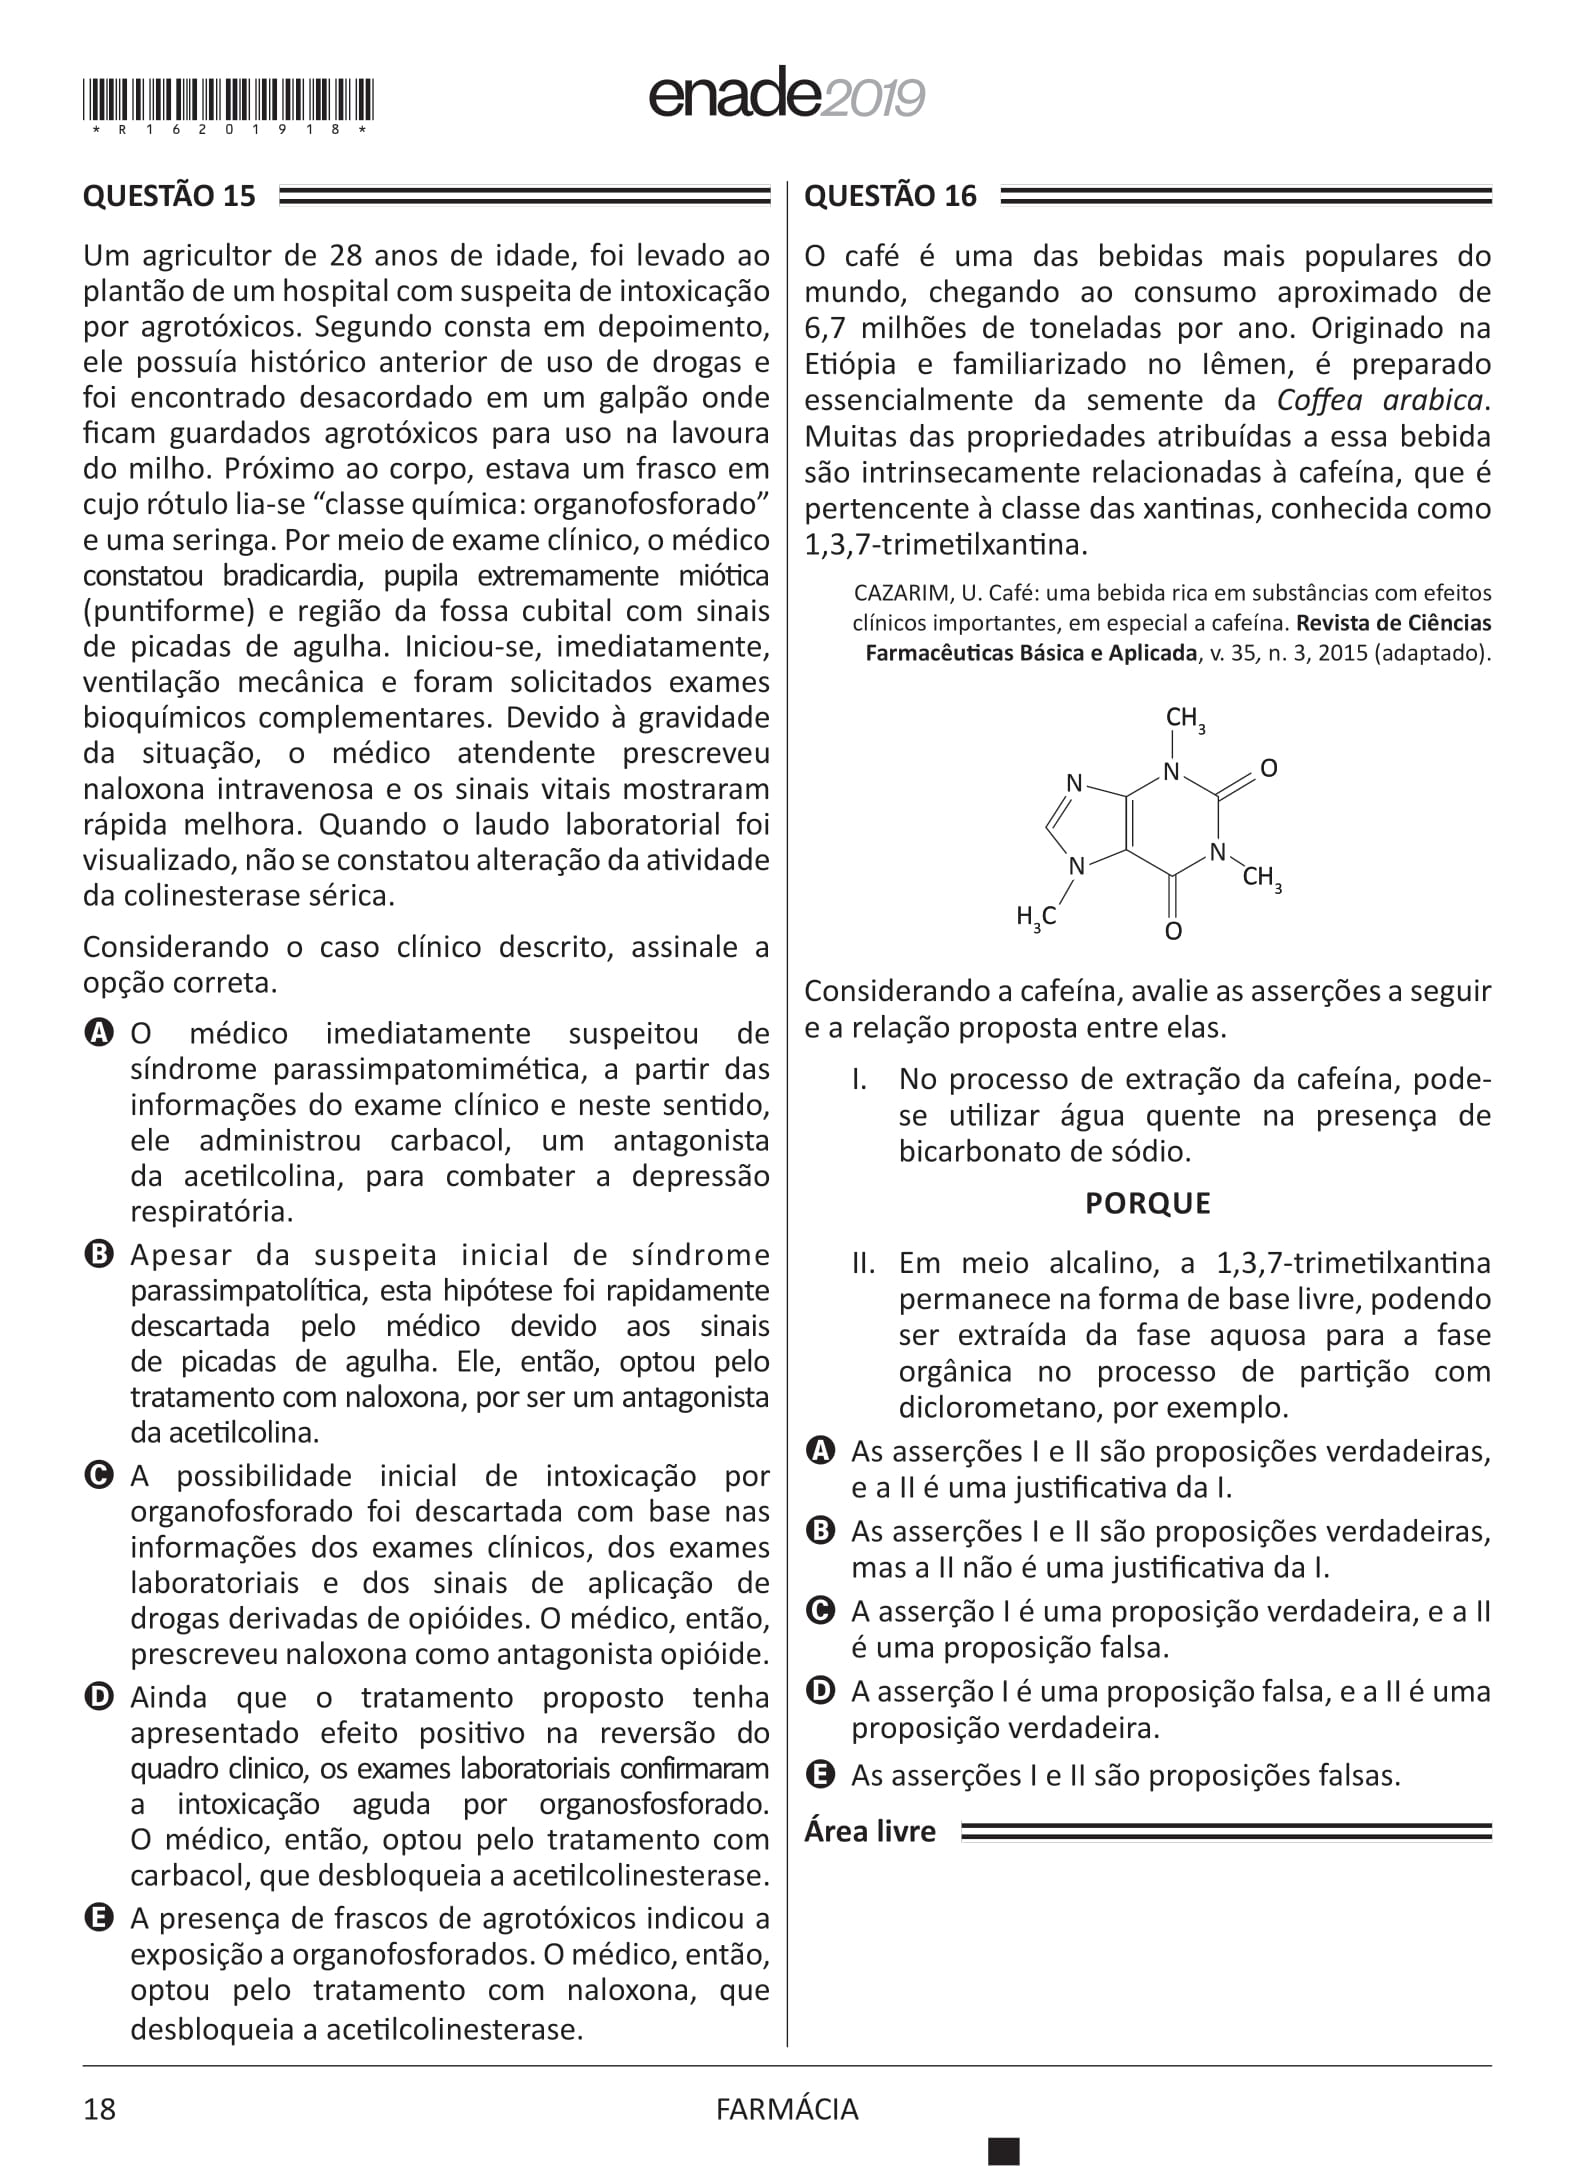 *R16201918*
enade2019
QUESTÃO 15
Um agricultor de 28 anos de idade, foi levado ao
plantão de um hospital com suspeita de intoxicação
por agrotóxicos. Segundo consta em depoimento,
ele possuía histórico anterior de uso de drogas e
foi encontrado desacordado em um galpão onde
ficam guardados agrotóxicos para uso na lavoura
do milho. Próximo ao corpo, estava um frasco em
cujo rótulo lia-se “classe química: organofosforado”
e uma seringa. Por meio de exame clínico, o médico
constatou bradicardia, pupila extremamente miótica
(puntiforme) e região da fossa cubital com sinais
de picadas de agulha. Iniciou-se, imediatamente,
ventilação mecânica e foram solicitados exames
bioquímicos complementares. Devido à gravidade
da situação, o médico atendente prescreveu
naloxona intravenosa e os sinais vitais mostraram
rápida melhora. Quando o laudo laboratorial foi
visualizado, não se constatou alteração da atividade
da colinesterase sérica.
Considerando o caso clínico descrito, assinale a
opção correta.
A O médico imediatamente suspeitou de
síndrome parassimpatomimética, a partir das
informações do exame clínico e neste sentido,
ele administrou carbacol, um antagonista
da acetilcolina, para combater a depressão
respiratória.
B Apesar da suspeita inicial de síndrome
parassimpatolítica, esta hipótese foi rapidamente
descartada pelo médico devido aos sinais
de picadas de agulha. Ele, então, optou pelo
tratamento com naloxona, por ser um antagonista
da acetilcolina.
C A possibilidade inicial de intoxicação por
organofosforado foi descartada com base nas
informações dos exames clínicos, dos exames
laboratoriais e dos sinais de aplicação de
drogas derivadas de opióides. O médico, então,
prescreveu naloxona como antagonista opióide.
D Ainda que o tratamento proposto tenha
apresentado efeito positivo na reversão do
quadro clinico, os exames laboratoriais confirmaram
a intoxicação aguda por organosfosforado.
O médico, então, optou pelo tratamento com
carbacol, que desbloqueia a acetilcolinesterase.
E A presença de frascos de agrotóxicos indicou a
exposição a organofosforados. O médico, então,
optou pelo tratamento com naloxona, que
desbloqueia a acetilcolinesterase.
QUESTÃO 16
O café é uma das bebidas mais populares do
mundo, chegando ao consumo aproximado de
6,7 milhões de toneladas por ano. Originado na
Etiópia e familiarizado no Iêmen, é preparado
essencialmente da semente da Coffea arabica.
Muitas das propriedades atribuídas a essa bebida
são intrinsecamente relacionadas à cafeína, que é
pertencente à classe das xantinas, conhecida como
1,3,7-trimetilxantina.
CAZARIM, U. Café: uma bebida rica em substâncias com efeitos
clínicos importantes, em especial a cafeína. Revista de Ciências
Farmacêuticas Básica e Aplicada, v. 35, n. 3, 2015 (adaptado).
CH3
N N O
N N CH3
H3C O
Considerando a cafeína, avalie as asserções a seguir
e a relação proposta entre elas.
I. No processo de extração da cafeína, pode-
se utilizar água quente na presença de
bicarbonato de sódio.
PORQUE
II. Em meio alcalino, a 1,3,7-trimetilxantina
permanece na forma de base livre, podendo
ser extraída da fase aquosa para a fase
orgânica no processo de partição com
diclorometano, por exemplo.
A As asserções I e II são proposições verdadeiras,
e a II é uma justificativa da I.
B As asserções I e II são proposições verdadeiras,
mas a II não é uma justificativa da I.
C A asserção I é uma proposição verdadeira, e a II
é uma proposição falsa.
D A asserção I é uma proposição falsa, e a II é uma
proposição verdadeira.
E As asserções I e II são proposições falsas.
Área livre
18
FARMÁCIA